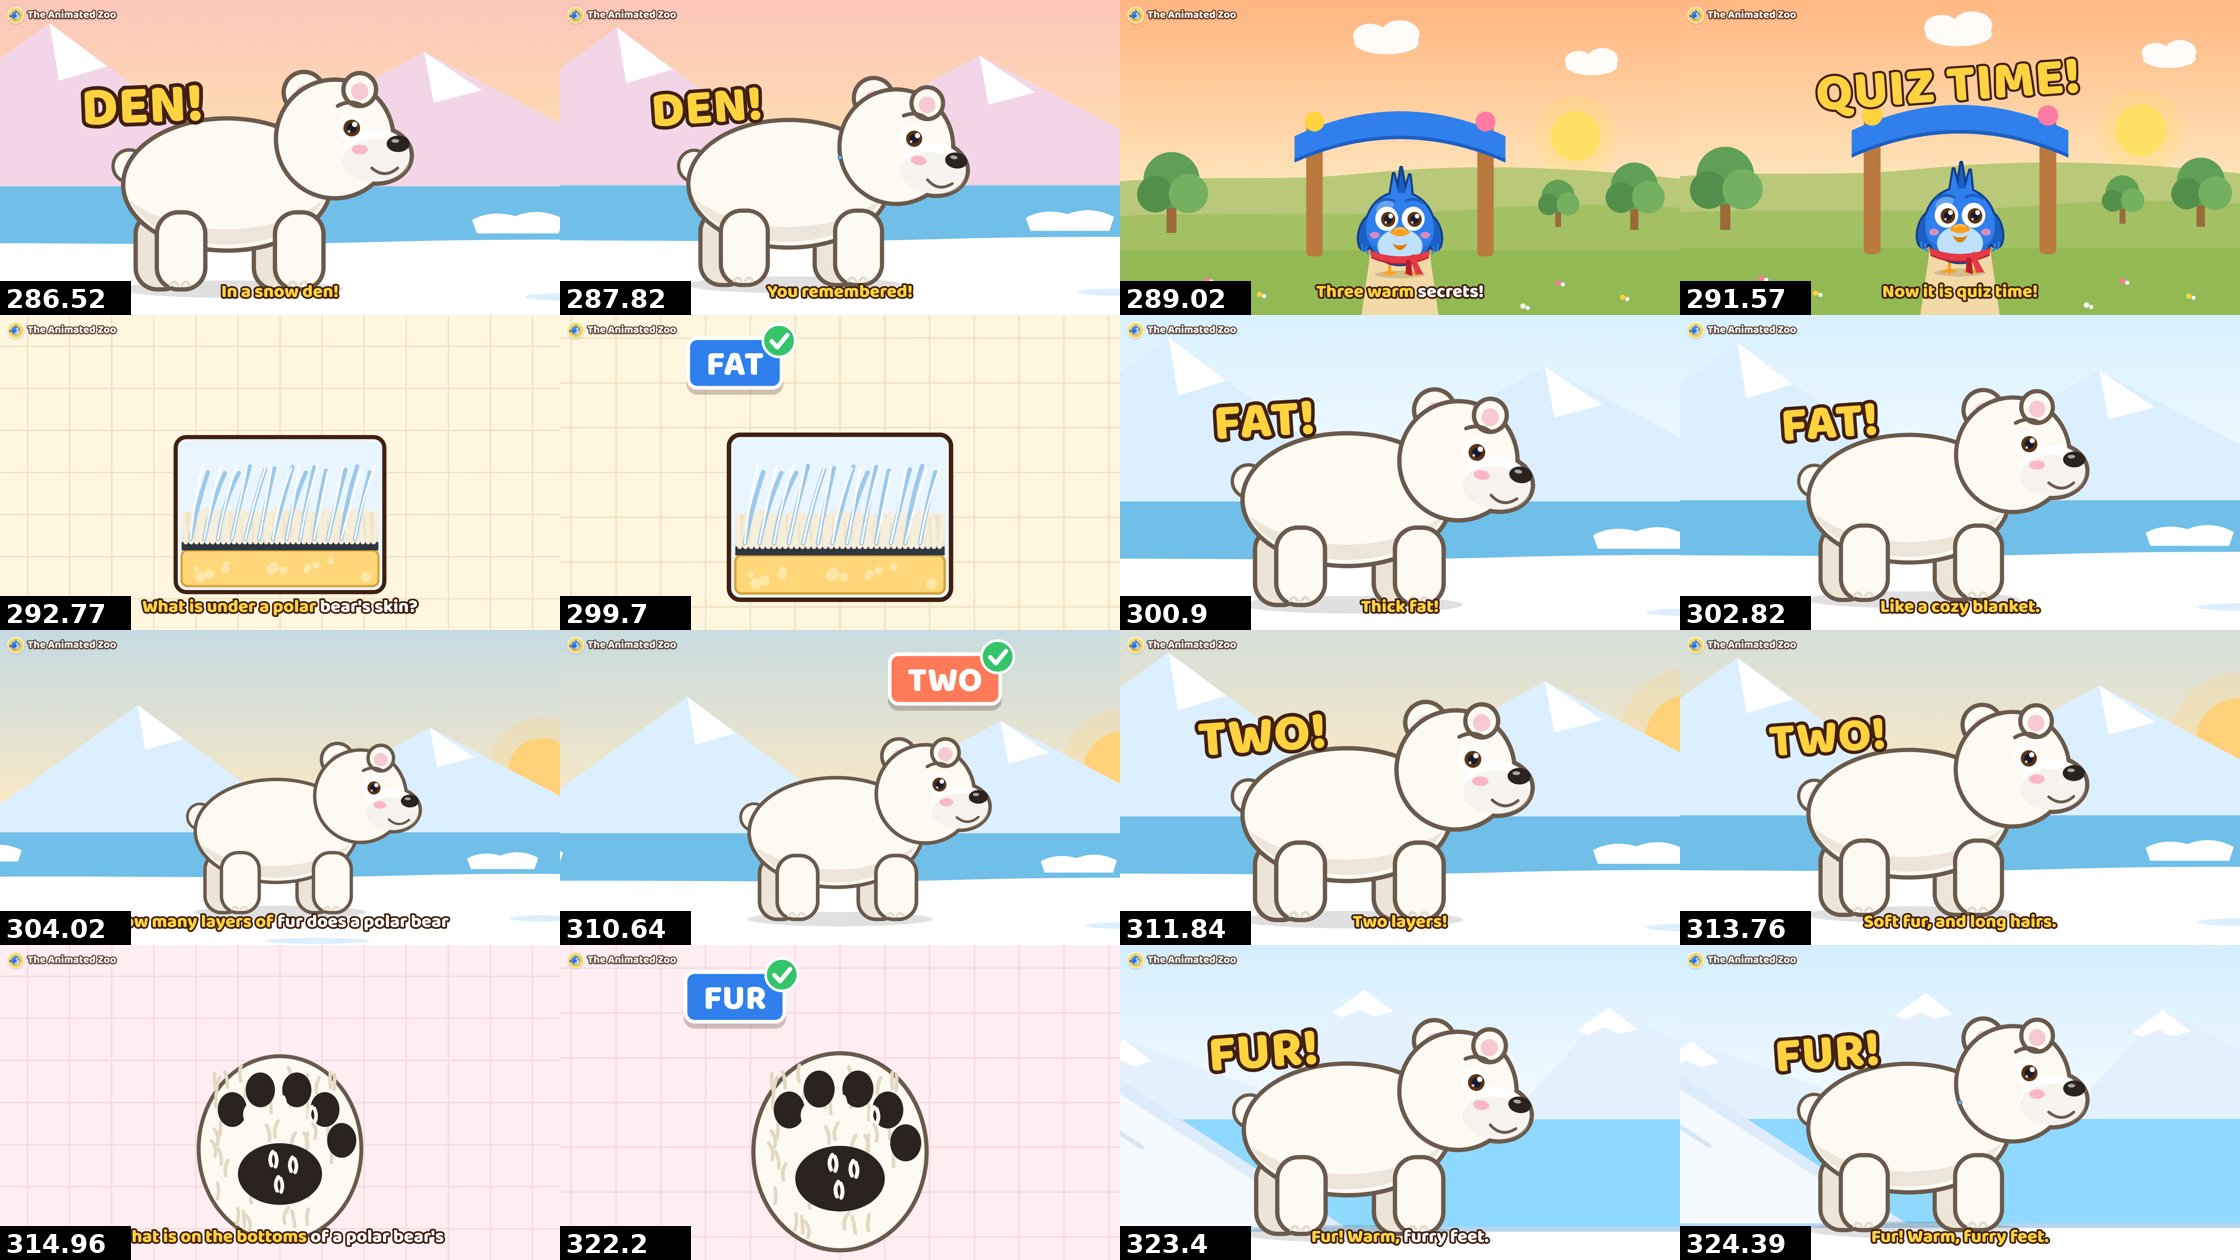 The Animated Zoo
DEN!
In a snow den!
286.52
The Animated Zoo
DEN!
You remembered!
287.82
The Animated Zoo
Three warm secrets!
289.02
The Animated Zoo
QUIZ TIME!
Now it is quiz time!
291.57
The Animated Zoo
What is under a polar bear's skin?
292.77
The Animated Zoo
FAT
299.7
The Animated Zoo
FAT!
Thick fat!
300.9
The Animated Zoo
FAT!
Like a cozy blanket.
302.82
The Animated Zoo
ow many layers of fur does a polar bear
304.02
The Animated Zoo
TWO
310.64
The Animated Zoo
TWO!
Two layers!
311.84
The Animated Zoo
TWO!
Soft fur, and long hairs.
313.76
The Animated Zoo
hat is on the bottoms of a polar bear's
314.96
The Animated Zoo
FUR
322.2
The Animated Zoo
FUR!
Fur! Warm, furry feet.
323.4
The Animated Zoo
FUR!
Fur! Warm, furry feet.
324.39